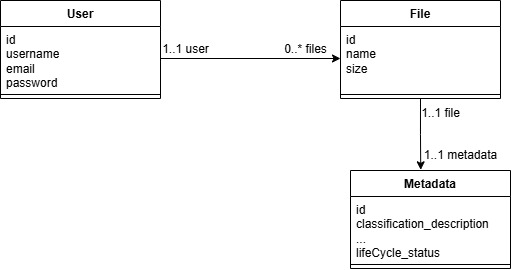 User
id
username
email
password
1..1 user
0..* files
File
id
name
size
1..1 file
1..1 metadata
Metadata
id
classification_description
...
lifeCycle_status